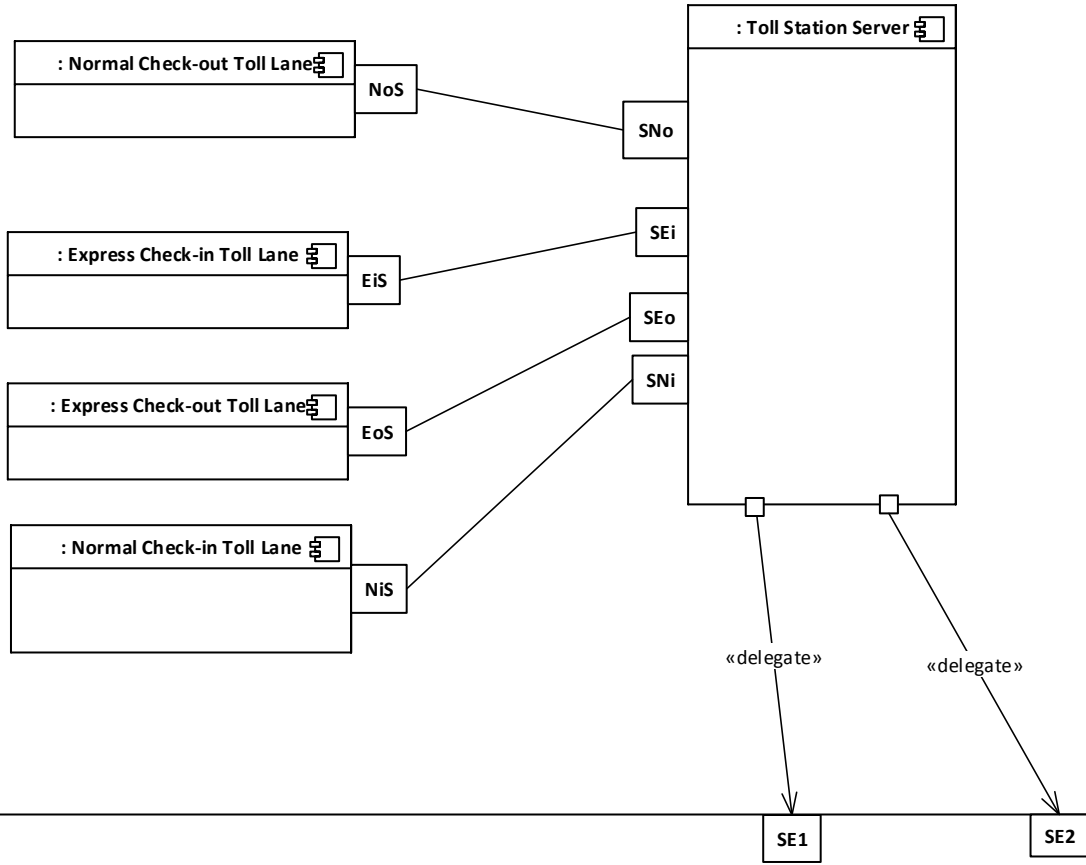 : Toll Station Server
: Normal Check-out Toll Lane
NoS
SNo
SEi
: Express Check-in Toll Lane
EiS
SEo
SNi
: Express Check-out Toll Lane
EoS
: Normal Check-in Toll Lane
NiS
«delegate»
«delegate»
SE1
SE2